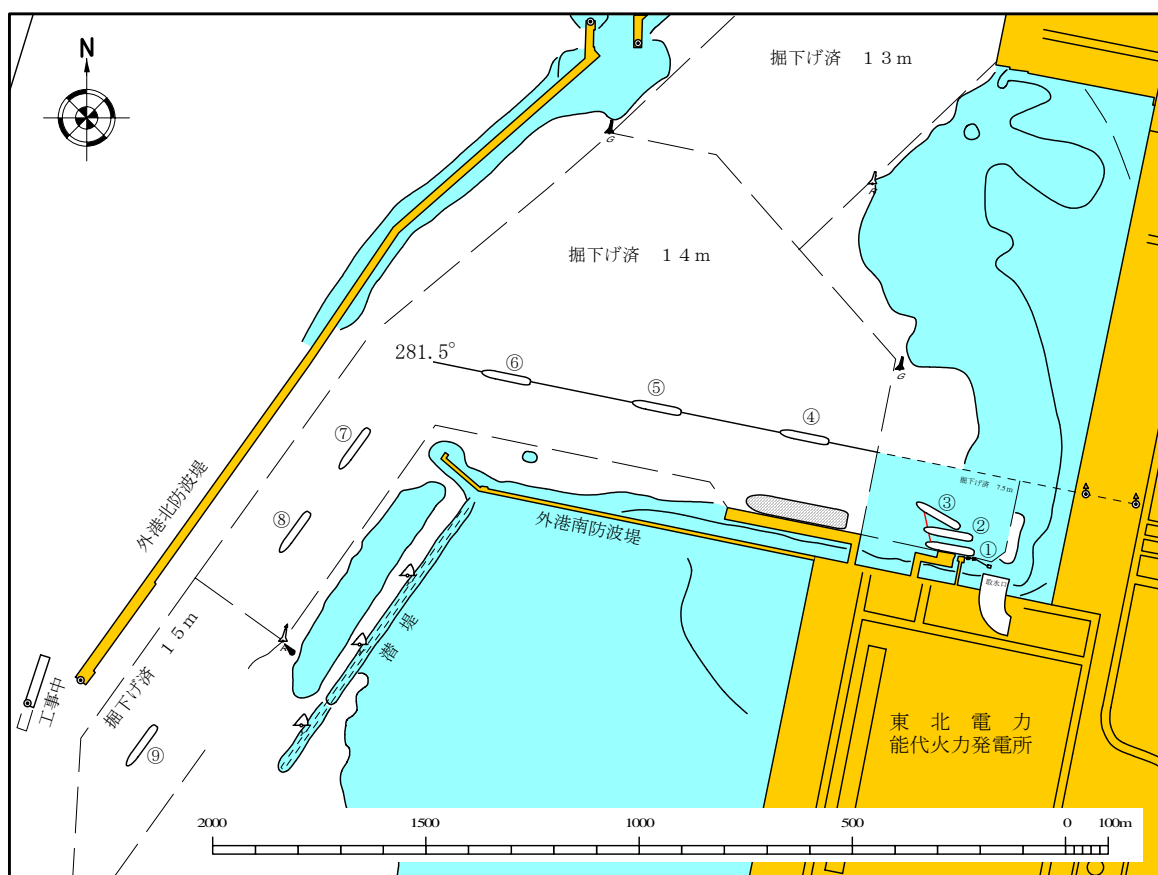 N
掘下げ済 13m
G
R
掘下げ済 14m
281.5°
⑥
⑤
④
G
⑦
外港北防波堤
掘下げ済 7.5m
③
②
①
⑧
外港南防波堤
取水口
潜堤
掘下げ済 15m
工事中
⑨
東北電力
能代火力発電所
2000 1500 1000 500 0 100m